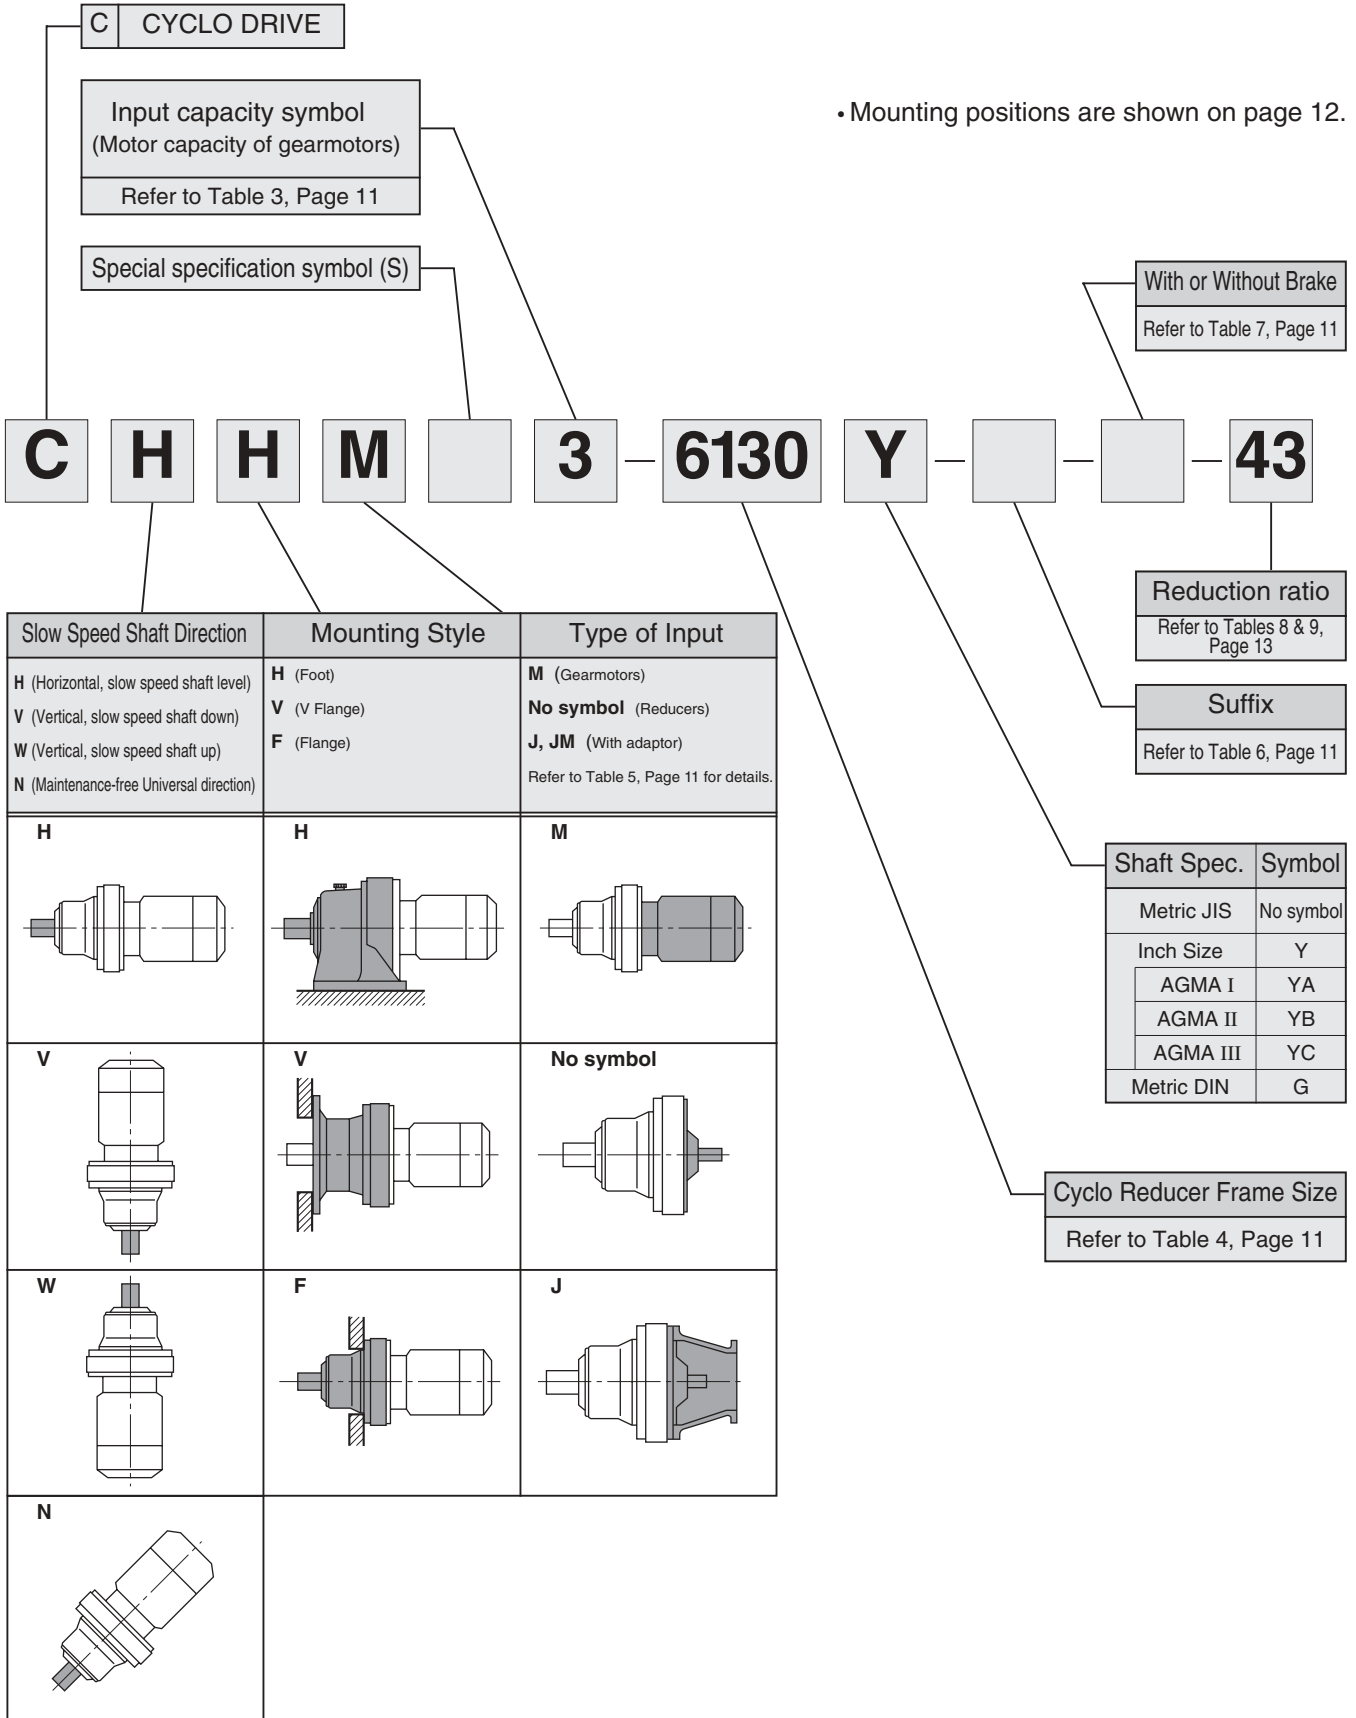 C CYCLO DRIVE
Input capacity symbol
(Motor capacity of gearmotors)
Refer to Table 3, Page 11
• Mounting positions are shown on page 12.
Special specification symbol (S)
With or Without Brake
Refer to Table 7, Page 11
C H H M 3 – 6130 Y – – – 43
Reduction ratio
Refer to Tables 8 & 9,
Page 13
Suffix
Refer to Table 6, Page 11
Slow Speed Shaft Direction
H (Horizontal, slow speed shaft level)
V (Vertical, slow speed shaft down)
W (Vertical, slow speed shaft up)
N (Maintenance-free Universal direction)
Mounting Style
H (Foot)
V (V Flange)
F (Flange)
Type of Input
M (Gearmotors)
No symbol (Reducers)
J, JM (With adaptor)
Refer to Table 5, Page 11 for details.
H H M
V V No symbol
W F J
N
Shaft Spec. Symbol
Metric JIS No symbol
Inch Size Y
AGMA I YA
AGMA II YB
AGMA III YC
Metric DIN G
Cyclo Reducer Frame Size
Refer to Table 4, Page 11